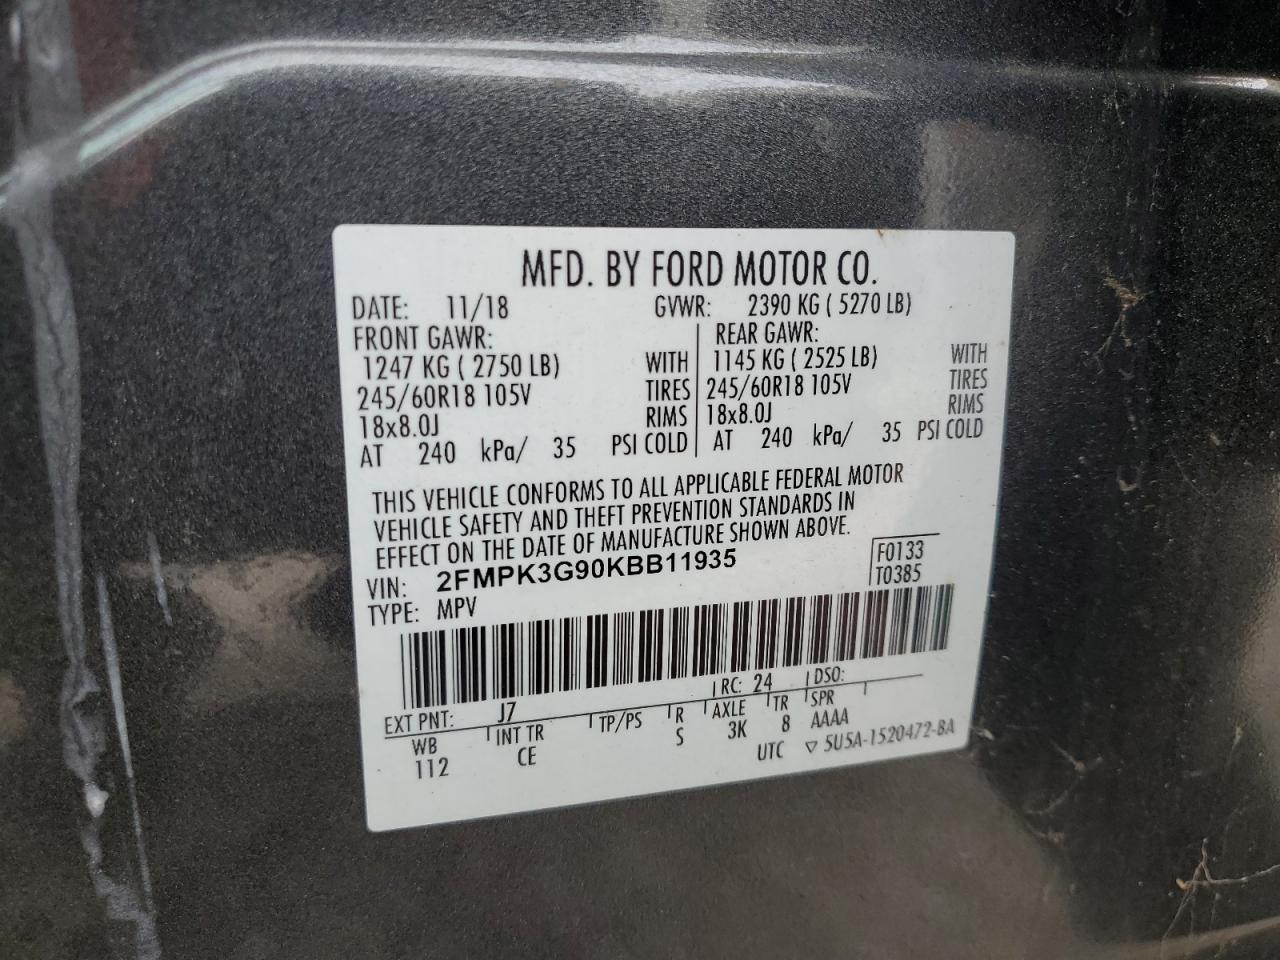 MFD. BY FORD MOTOR CO.
DATE: 11/18 GVWR: 2390 KG ( 5270 LB)
FRONT GAWR: REAR GAWR:
1247 KG ( 2750 LB) WITH 1145 KG ( 2525 LB) WITH
245/60R18 105V TIRES 245/60R18 105V TIRES
18x8.0J RIMS 18x8.0J RIMS
AT 240 kPa/ 35 PSI COLD AT 240 kPa/ 35 PSI COLD
THIS VEHICLE CONFORMS TO ALL APPLICABLE FEDERAL MOTOR
VEHICLE SAFETY AND THEFT PREVENTION STANDARDS IN
EFFECT ON THE DATE OF MANUFACTURE SHOWN ABOVE.
VIN: 2FMPK3G90KBB11935 F0133
TYPE: MPV T0385
EXT PNT: J7 RC: 24 DSO:
WB INT TR TP/PS R AXLE TR SPR
112 CE S 3K 8 AAAA
UTC ▽ 5U5A-1520472-BA